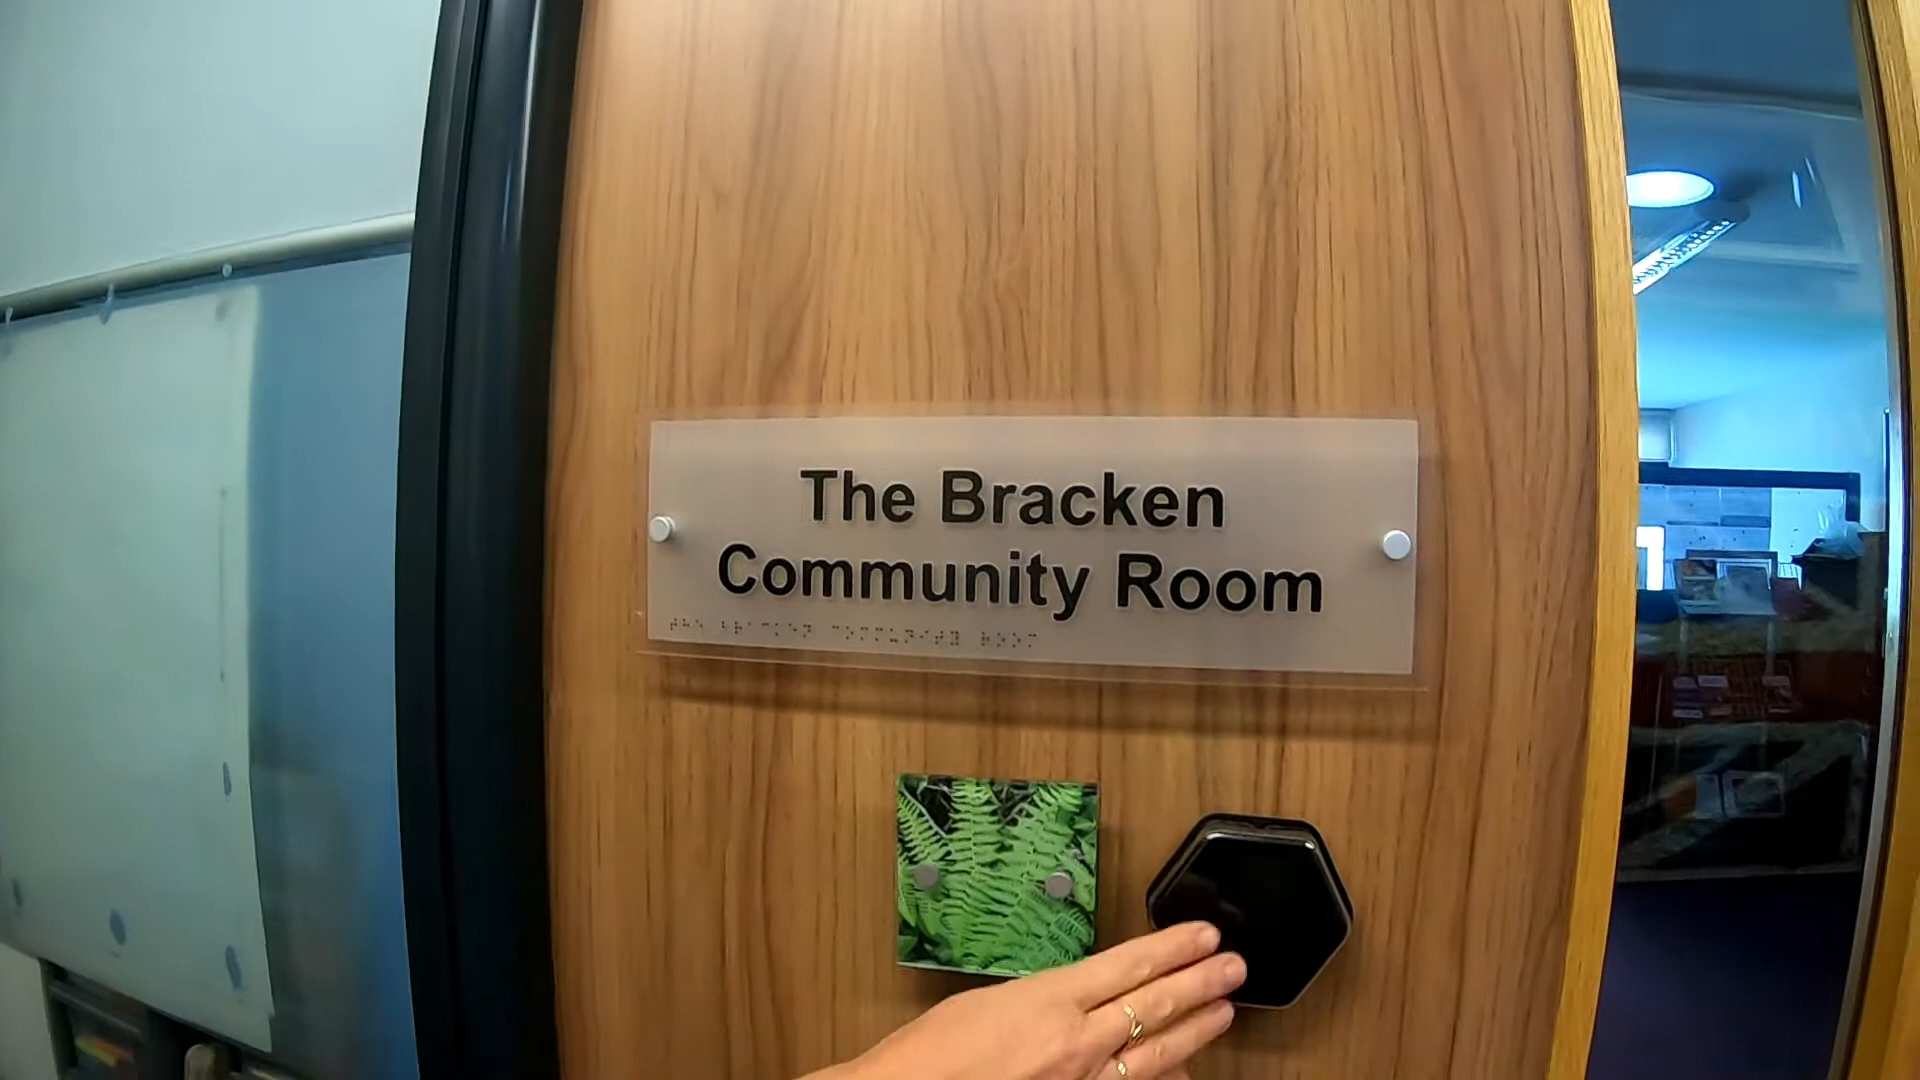 The Bracken
Community Room
⠞⠓⠑ ⠃⠗⠁⠉⠅⠑⠝ ⠉⠕⠍⠍⠥⠝⠊⠞⠽ ⠗⠕⠕⠍